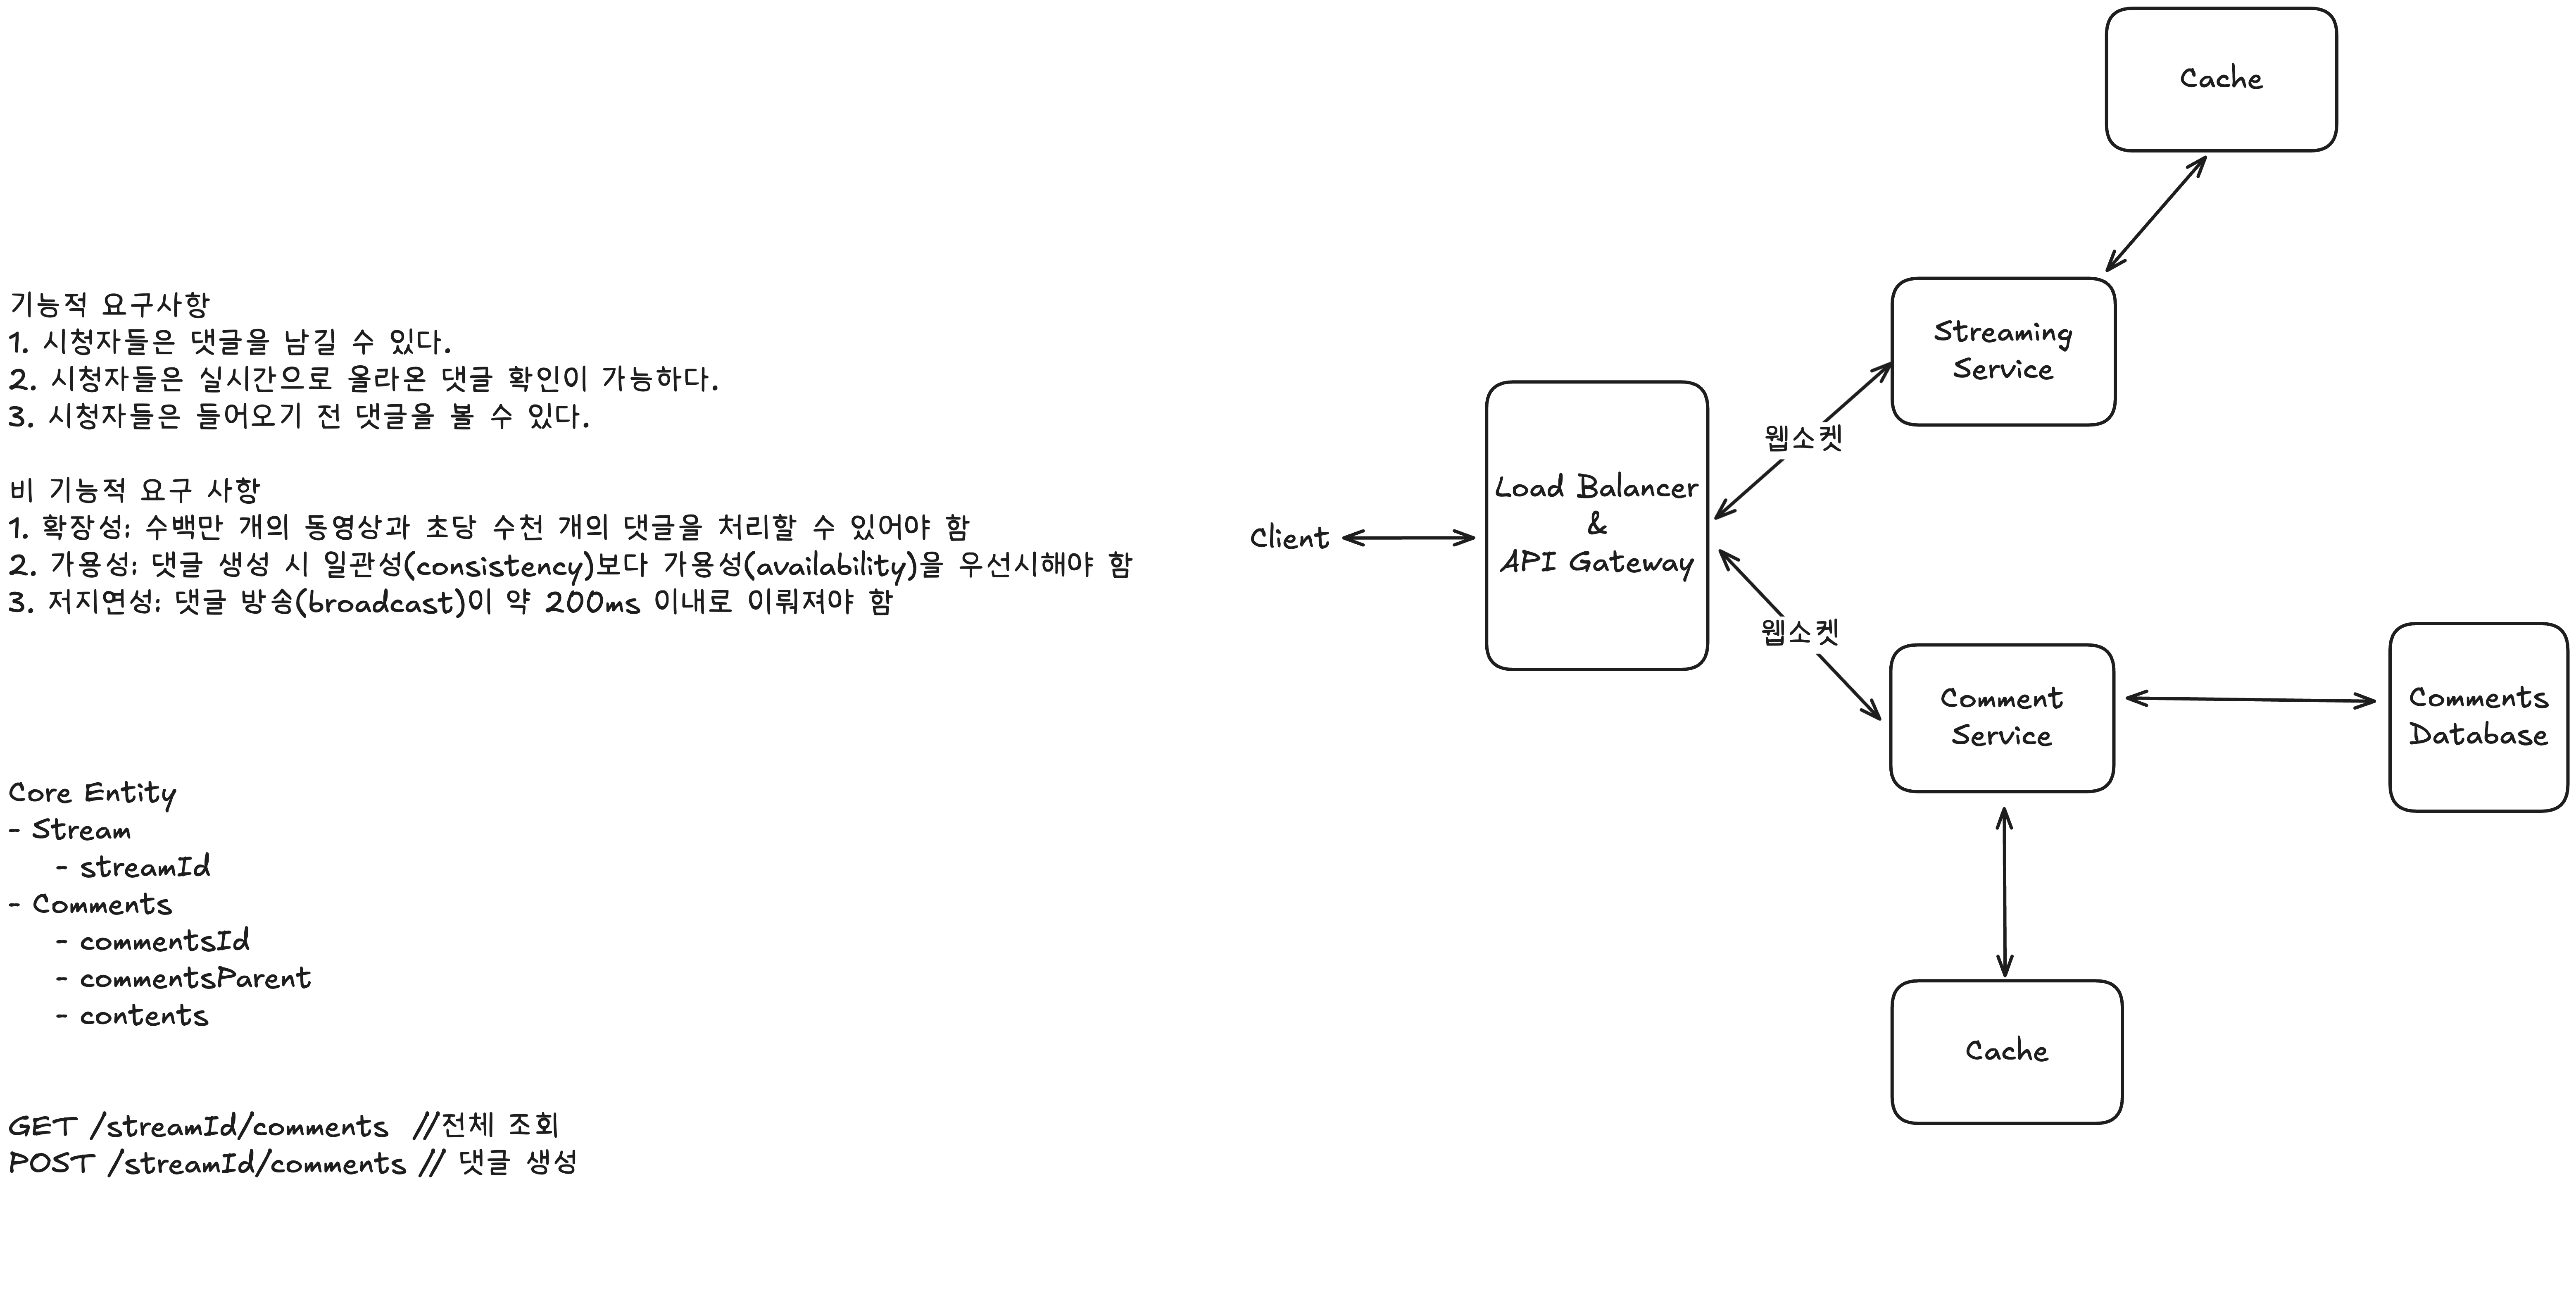 기능적 요구사항
1. 시청자들은 댓글을 남길 수 있다.
2. 시청자들은 실시간으로 올라온 댓글 확인이 가능하다.
3. 시청자들은 들어오기 전 댓글을 볼 수 있다.
비 기능적 요구 사항
1. 확장성: 수백만 개의 동영상과 초당 수천 개의 댓글을 처리할 수 있어야 함
2. 가용성: 댓글 생성 시 일관성(consistency)보다 가용성(availability)을 우선시해야 함
3. 저지연성: 댓글 방송(broadcast)이 약 200ms 이내로 이뤄져야 함
Core Entity
- Stream
- streamId
- Comments
- commentsId
- commentsParent
- contents
GET /streamId/comments //전체 조회
POST /streamId/comments // 댓글 생성
Client
Load Balancer
&
API Gateway
웹소켓
웹소켓
Cache
Streaming
Service
Comment
Service
Comments
Database
Cache